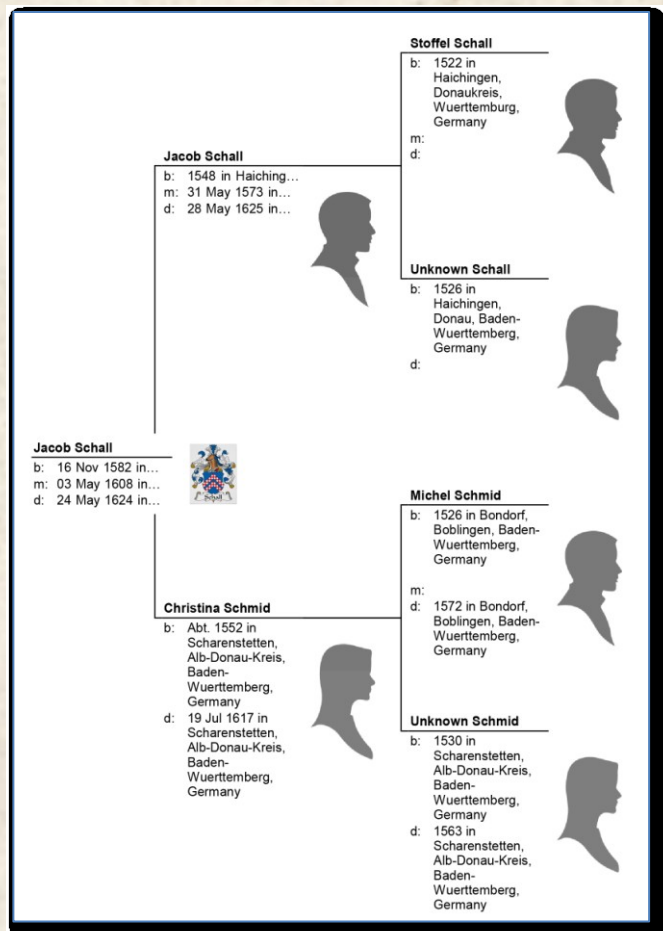 Stoffel Schall
b: 1522 in
Haichingen,
Donaukreis,
Wuerttemburg,
Germany
m:
d:
Jacob Schall
b: 1548 in Haiching…
m: 31 May 1573 in…
d: 28 May 1625 in…
Unknown Schall
b: 1526 in
Haichingen,
Donau, Baden-
Wuerttemberg,
Germany
d:
Jacob Schall
b: 16 Nov 1582 in…
m: 03 May 1608 in…
d: 24 May 1624 in…
Schall
Michel Schmid
b: 1526 in Bondorf,
Boblingen, Baden-
Wuerttemberg,
Germany
m:
d: 1572 in Bondorf,
Boblingen, Baden-
Wuerttemberg,
Germany
Christina Schmid
b: Abt. 1552 in
Scharenstetten,
Alb-Donau-Kreis,
Baden-
Wuerttemberg,
Germany
d: 19 Jul 1617 in
Scharenstetten,
Alb-Donau-Kreis,
Baden-
Wuerttemberg,
Germany
Unknown Schmid
b: 1530 in
Scharenstetten,
Alb-Donau-Kreis,
Baden-
Wuerttemberg,
Germany
d: 1563 in
Scharenstetten,
Alb-Donau-Kreis,
Baden-
Wuerttemberg,
Germany